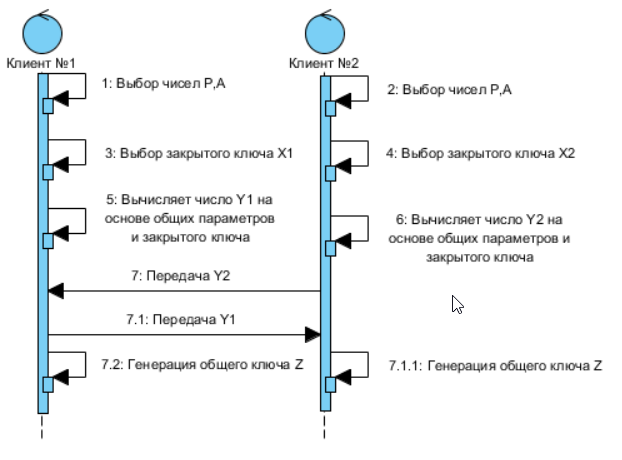 Клиент №1
Клиент №2
1: Выбор чисел P,A
2: Выбор чисел P,A
3: Выбор закрытого ключа X1
4: Выбор закрытого ключа X2
5: Вычисляет число Y1 на
основе общих параметров
и закрытого ключа
6: Вычисляет число Y2 на
основе общих параметров и
закрытого ключа
7: Передача Y2
7.1: Передача Y1
7.2: Генерация общего ключа Z
7.1.1: Генерация общего ключа Z